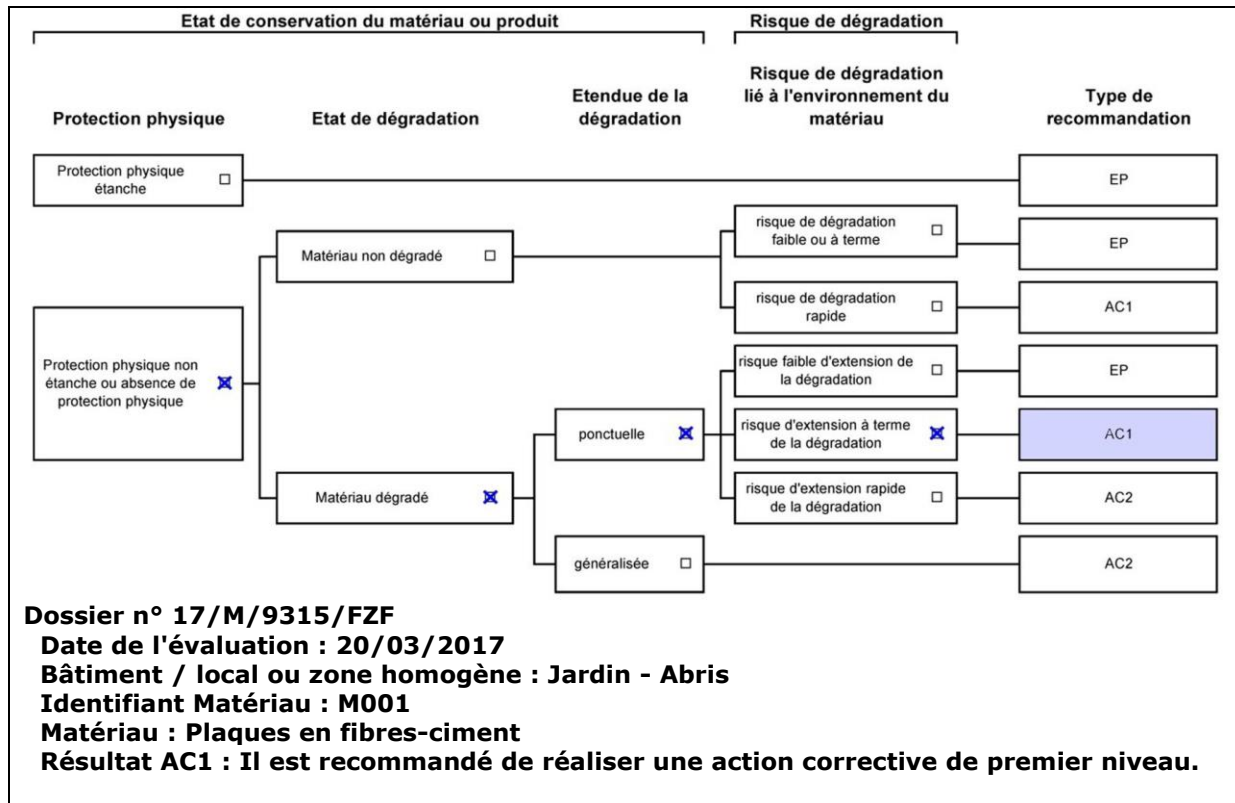 Etat de conservation du matériau ou produit
Risque de dégradation
Protection physique
Etat de dégradation
Etendue de la
dégradation
Risque de dégradation
lié à l'environnement du
matériau
Type de
recommandation
Protection physique
étanche
EP
risque de dégradation
faible ou à terme
EP
Matériau non dégradé
risque de dégradation
rapide
AC1
Protection physique non
étanche ou absence de
protection physique
risque faible d'extension de
la dégradation
EP
ponctuelle
risque d'extension à terme
de la dégradation
AC1
Matériau dégradé
risque d'extension rapide
de la dégradation
AC2
généralisée
AC2
Dossier n° 17/M/9315/FZF
Date de l'évaluation : 20/03/2017
Bâtiment / local ou zone homogène : Jardin - Abris
Identifiant Matériau : M001
Matériau : Plaques en fibres-ciment
Résultat AC1 : Il est recommandé de réaliser une action corrective de premier niveau.